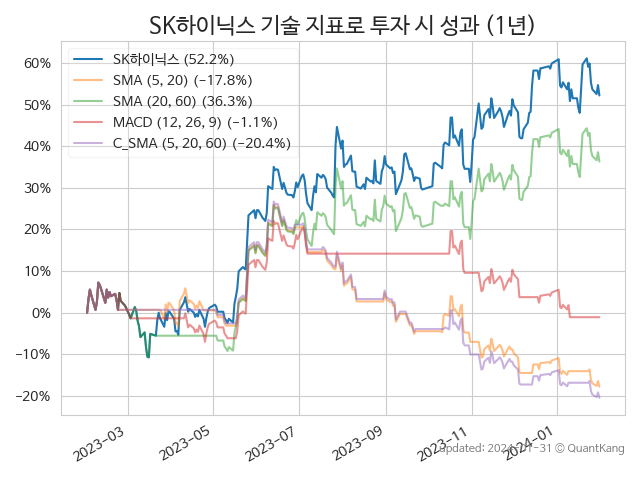 SK하이닉스 기술 지표로 투자 시 성과 (1년)
SK하이닉스 (52.2%)
SMA (5, 20) (−17.8%)
SMA (20, 60) (36.3%)
MACD (12, 26, 9) (−1.1%)
C_SMA (5, 20, 60) (−20.4%)
60%
50%
40%
30%
20%
10%
0%
−10%
−20%
2023-03
2023-05
2023-07
2023-09
2023-11
2024-01
updated: 2024-01-31 © QuantKang